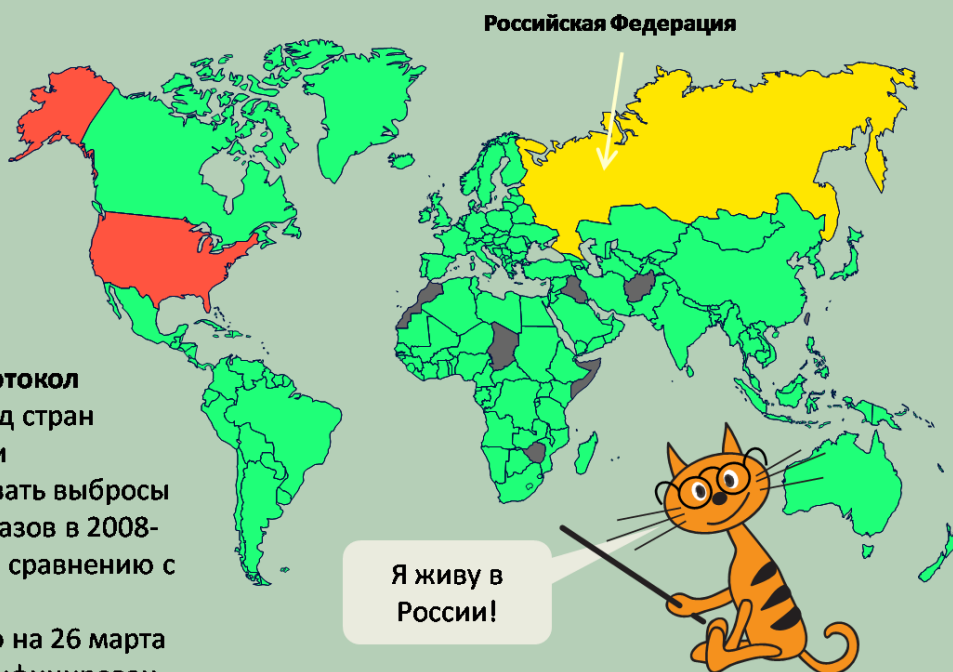 Российская Федерация
отокол
д стран
и
вать выбросы
азов в 2008-
сравнению с
на 26 марта
Я живу в
России!